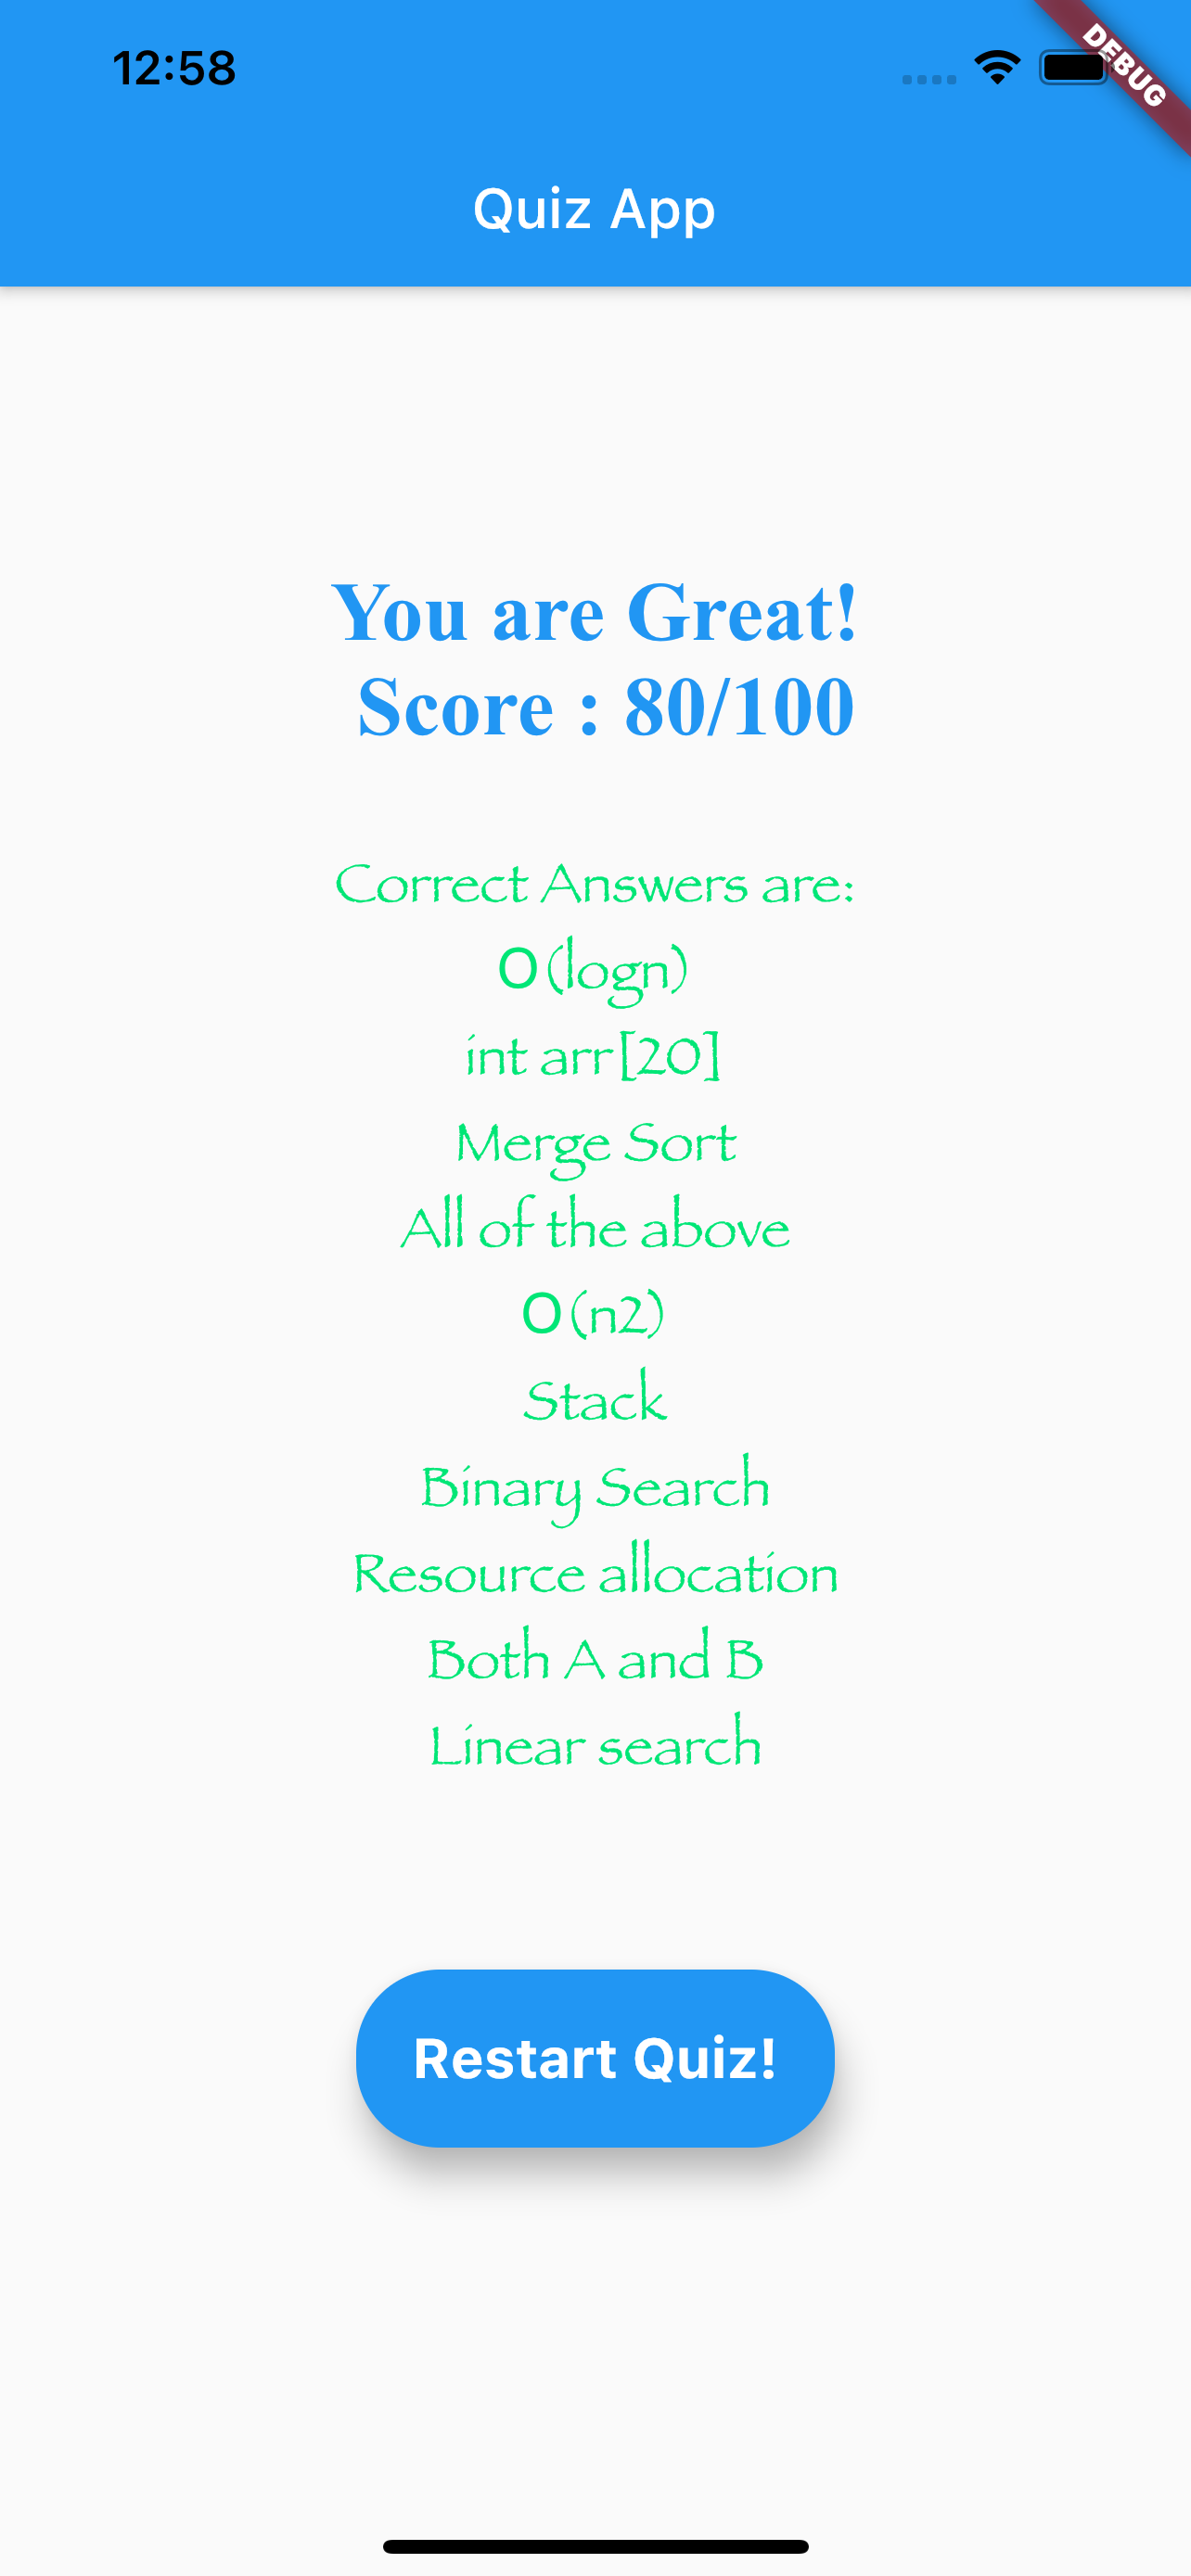 12:58
DEBUG
Quiz App
You are Great!
Score : 80/100
Correct Answers are:
O(logn)
int arr[20]
Merge Sort
All of the above
O(n2)
Stack
Binary Search
Resource allocation
Both A and B
Linear search
Restart Quiz!